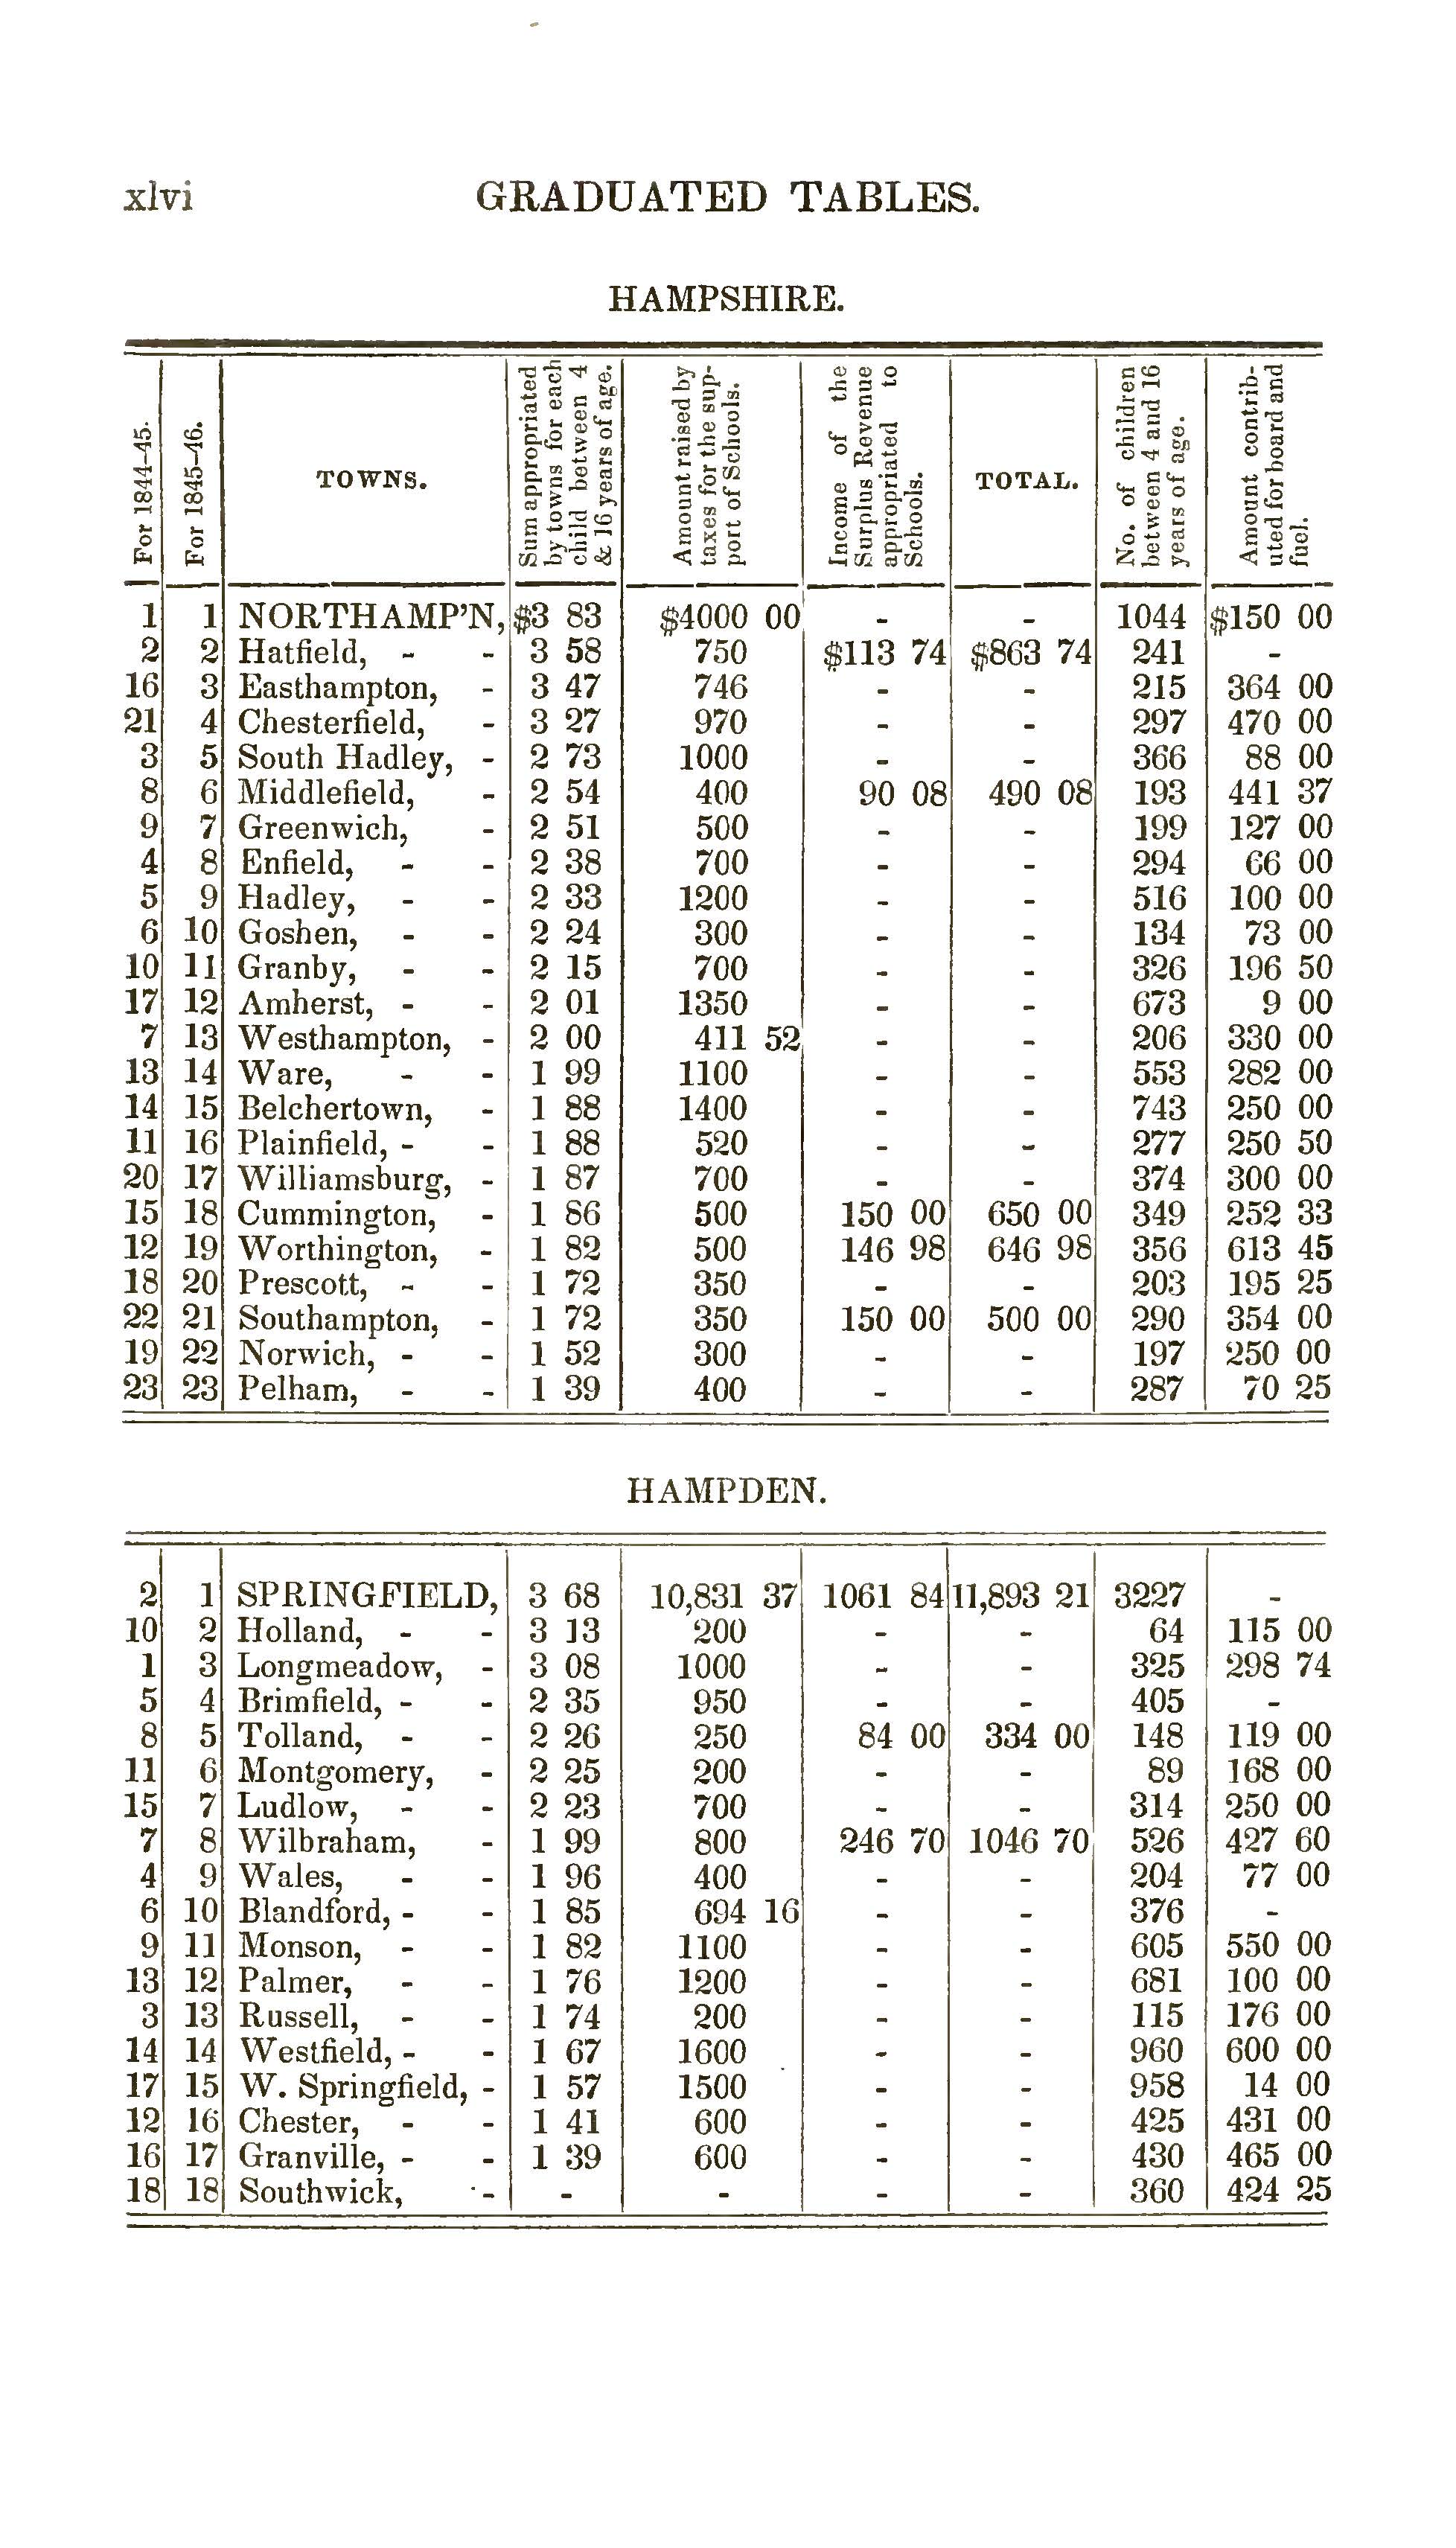 xlvi GRADUATED TABLES.
HAMPSHIRE.
For 1844-45.
For 1845-46.
TOWNS.
Sum appropriated
by towns for each
child between 4
& 16 years of age.
Amount raised by
taxes for the sup-
port of Schools.
Income of the
Surplus Revenue
appropriated to
Schools.
TOTAL.
No. of children
between 4 and 16
years of age.
Amount contrib-
uted for board and
fuel.
1 1 NORTHAMP'N, $3 83 $4000 00 - - 1044 $150 00
2 2 Hatfield, - - 3 58 750 $113 74 $863 74 241 -
16 3 Easthampton, - 3 47 746 - - 215 364 00
21 4 Chesterfield, - 3 27 970 - - 297 470 00
3 5 South Hadley, - 2 73 1000 - - 366 88 00
8 6 Middlefield, - 2 54 400 90 08 490 08 193 441 37
9 7 Greenwich, - 2 51 500 - - 199 127 00
4 8 Enfield, - - 2 38 700 - - 294 66 00
5 9 Hadley, - - 2 33 1200 - - 516 100 00
6 10 Goshen, - - 2 24 300 - - 134 73 00
10 11 Granby, - - 2 15 700 - - 326 196 50
17 12 Amherst, - - 2 01 1350 - - 673 9 00
7 13 Westhampton, - 2 00 411 52 - - 206 330 00
13 14 Ware, - - 1 99 1100 - - 553 282 00
14 15 Belchertown, - 1 88 1400 - - 743 250 00
11 16 Plainfield, - - 1 88 520 - - 277 250 50
20 17 Williamsburg, - 1 87 700 - - 374 300 00
15 18 Cummington, - 1 86 500 150 00 650 00 349 252 33
12 19 Worthington, - 1 82 500 146 98 646 98 356 613 45
18 20 Prescott, - - 1 72 350 - - 203 195 25
22 21 Southampton, - 1 72 350 150 00 500 00 290 354 00
19 22 Norwich, - - 1 52 300 - - 197 250 00
23 23 Pelham, - - 1 39 400 - - 287 70 25
HAMPDEN.
2 1 SPRINGFIELD, 3 68 10,831 37 1061 84 11,893 21 3227 -
10 2 Holland, - - 3 13 200 - - 64 115 00
1 3 Longmeadow, - 3 08 1000 - - 325 298 74
5 4 Brimfield, - - 2 35 950 - - 405 -
8 5 Tolland, - - 2 26 250 84 00 334 00 148 119 00
11 6 Montgomery, - 2 25 200 - - 89 168 00
15 7 Ludlow, - - 2 23 700 - - 314 250 00
7 8 Wilbraham, - 1 99 800 246 70 1046 70 526 427 60
4 9 Wales, - - 1 96 400 - - 204 77 00
6 10 Blandford, - - 1 85 694 16 - - 376 -
9 11 Monson, - - 1 82 1100 - - 605 550 00
13 12 Palmer, - - 1 76 1200 - - 681 100 00
3 13 Russell, - - 1 74 200 - - 115 176 00
14 14 Westfield, - - 1 67 1600 - - 960 600 00
17 15 W. Springfield, - 1 57 1500 - - 958 14 00
12 16 Chester, - - 1 41 600 - - 425 431 00
16 17 Granville, - - 1 39 600 - - 430 465 00
18 18 Southwick, - - - - - 360 424 25